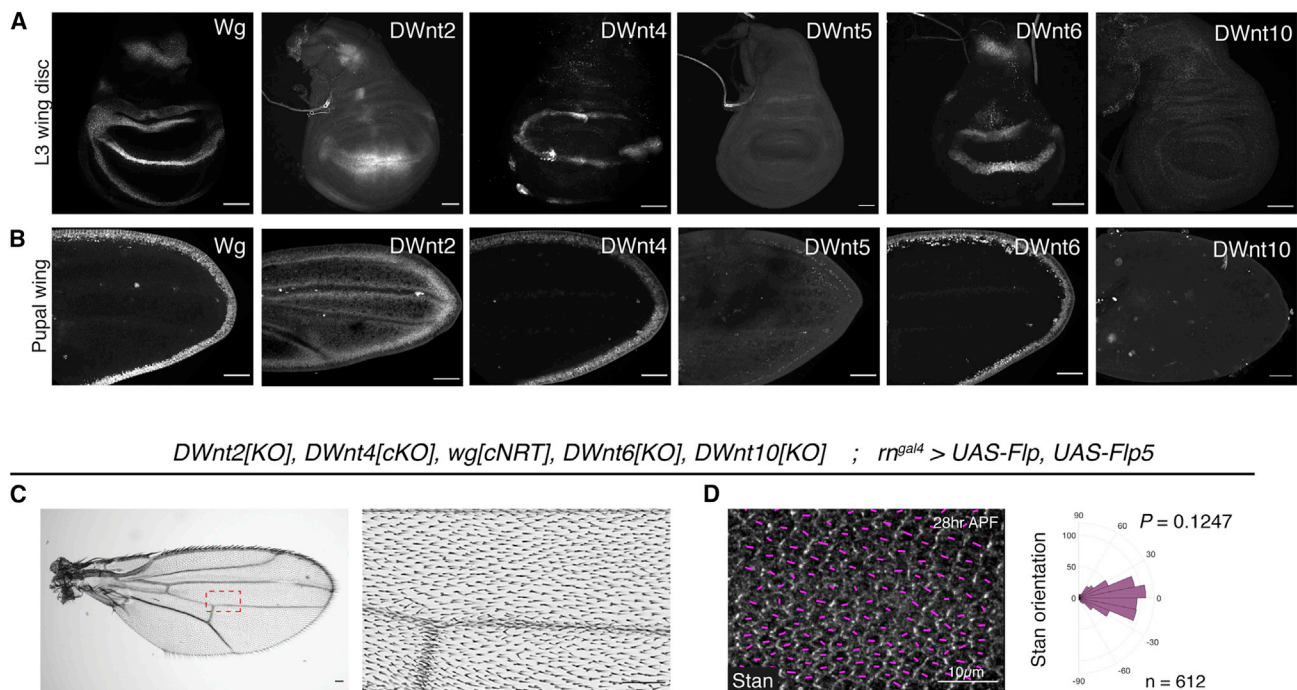 A
L3 wing disc
Wg
DWnt2
DWnt4
DWnt5
DWnt6
DWnt10
B
Pupal wing
Wg
DWnt2
DWnt4
DWnt5
DWnt6
DWnt10
DWnt2[KO], DWnt4[cKO], wg[cNRT], DWnt6[KO], DWnt10[KO] ; rn^gal4 > UAS-Flp, UAS-Flp5
C
D
28hr APF
Stan
10μm
Stan orientation
90
100
50
0
-90
60
30
0
-30
-60
P = 0.1247
n = 612